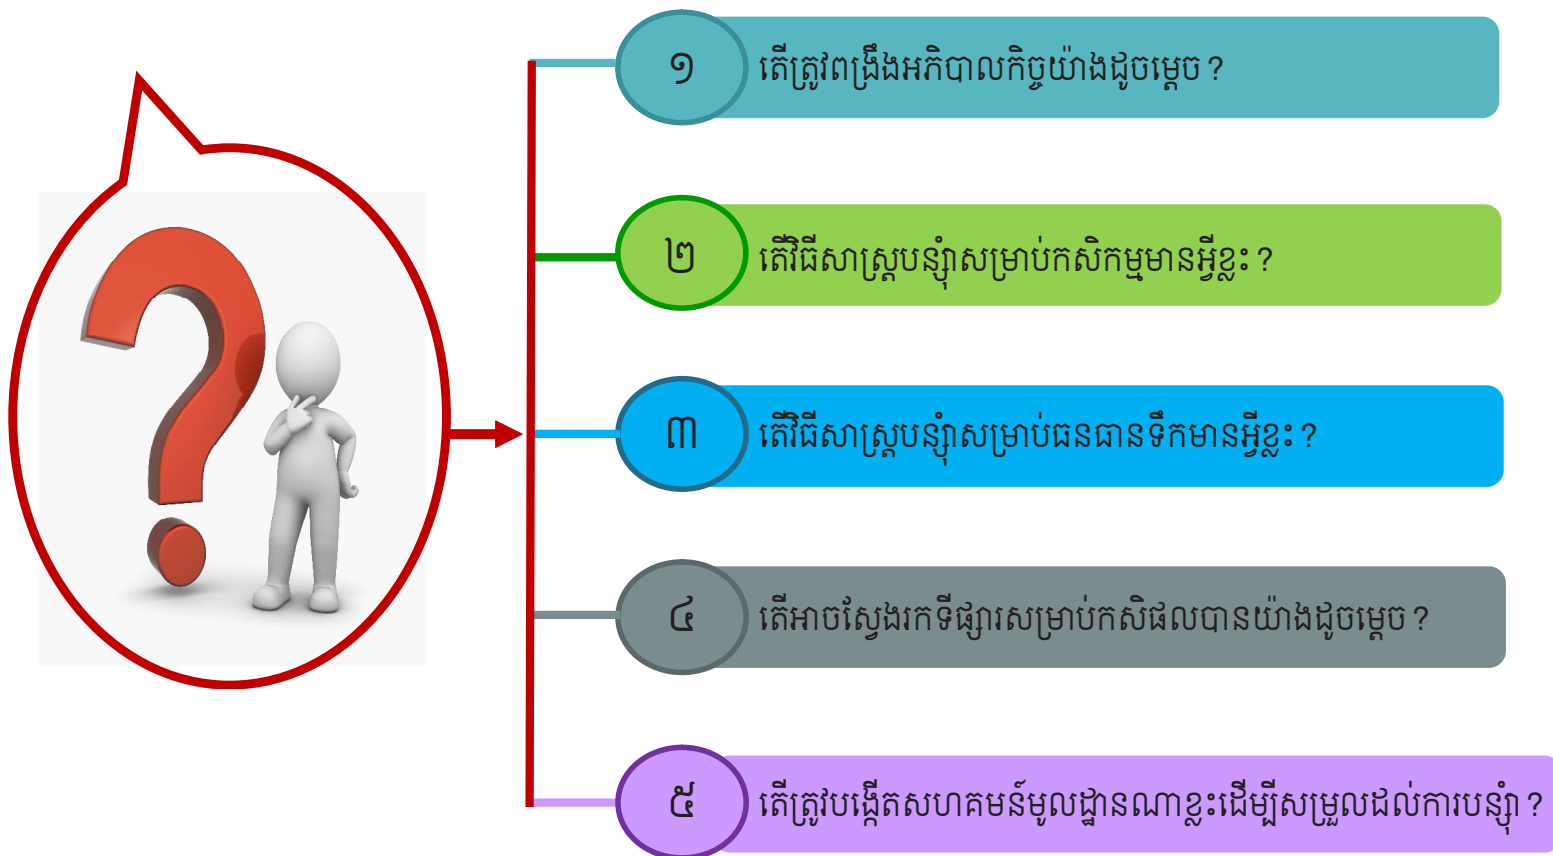 ១
តើត្រូវពង្រឹងអភិបាលកិច្ចយ៉ាងដូចម្តេច ?
២
តើវិធីសាស្ត្របន្ស៊ាំសម្រាប់កសិកម្មមានអ្វីខ្លះ ?
៣
តើវិធីសាស្ត្របន្ស៊ាំសម្រាប់ធនធានទឹកមានអ្វីខ្លះ ?
៤
តើអាចស្វែងរកទីផ្សារសម្រាប់កសិផលបានយ៉ាងដូចម្តេច ?
៥
តើត្រូវបង្កើតសហគមន៍មូលដ្ឋានណាខ្លះដើម្បីសម្រួលដល់ការបន្ស៊ាំ ?